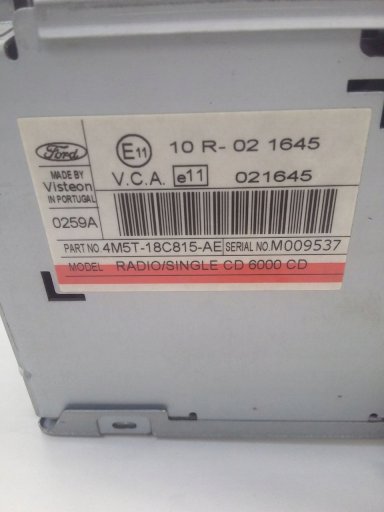 Ford
E11
10 R- 02 1645
MADE BY
Visteon
IN PORTUGAL
V.C.A.
e11
021645
0259A
PART NO 4M5T-18C815-AE
SERIAL NO. M009537
MODEL RADIO/SINGLE CD 6000 CD